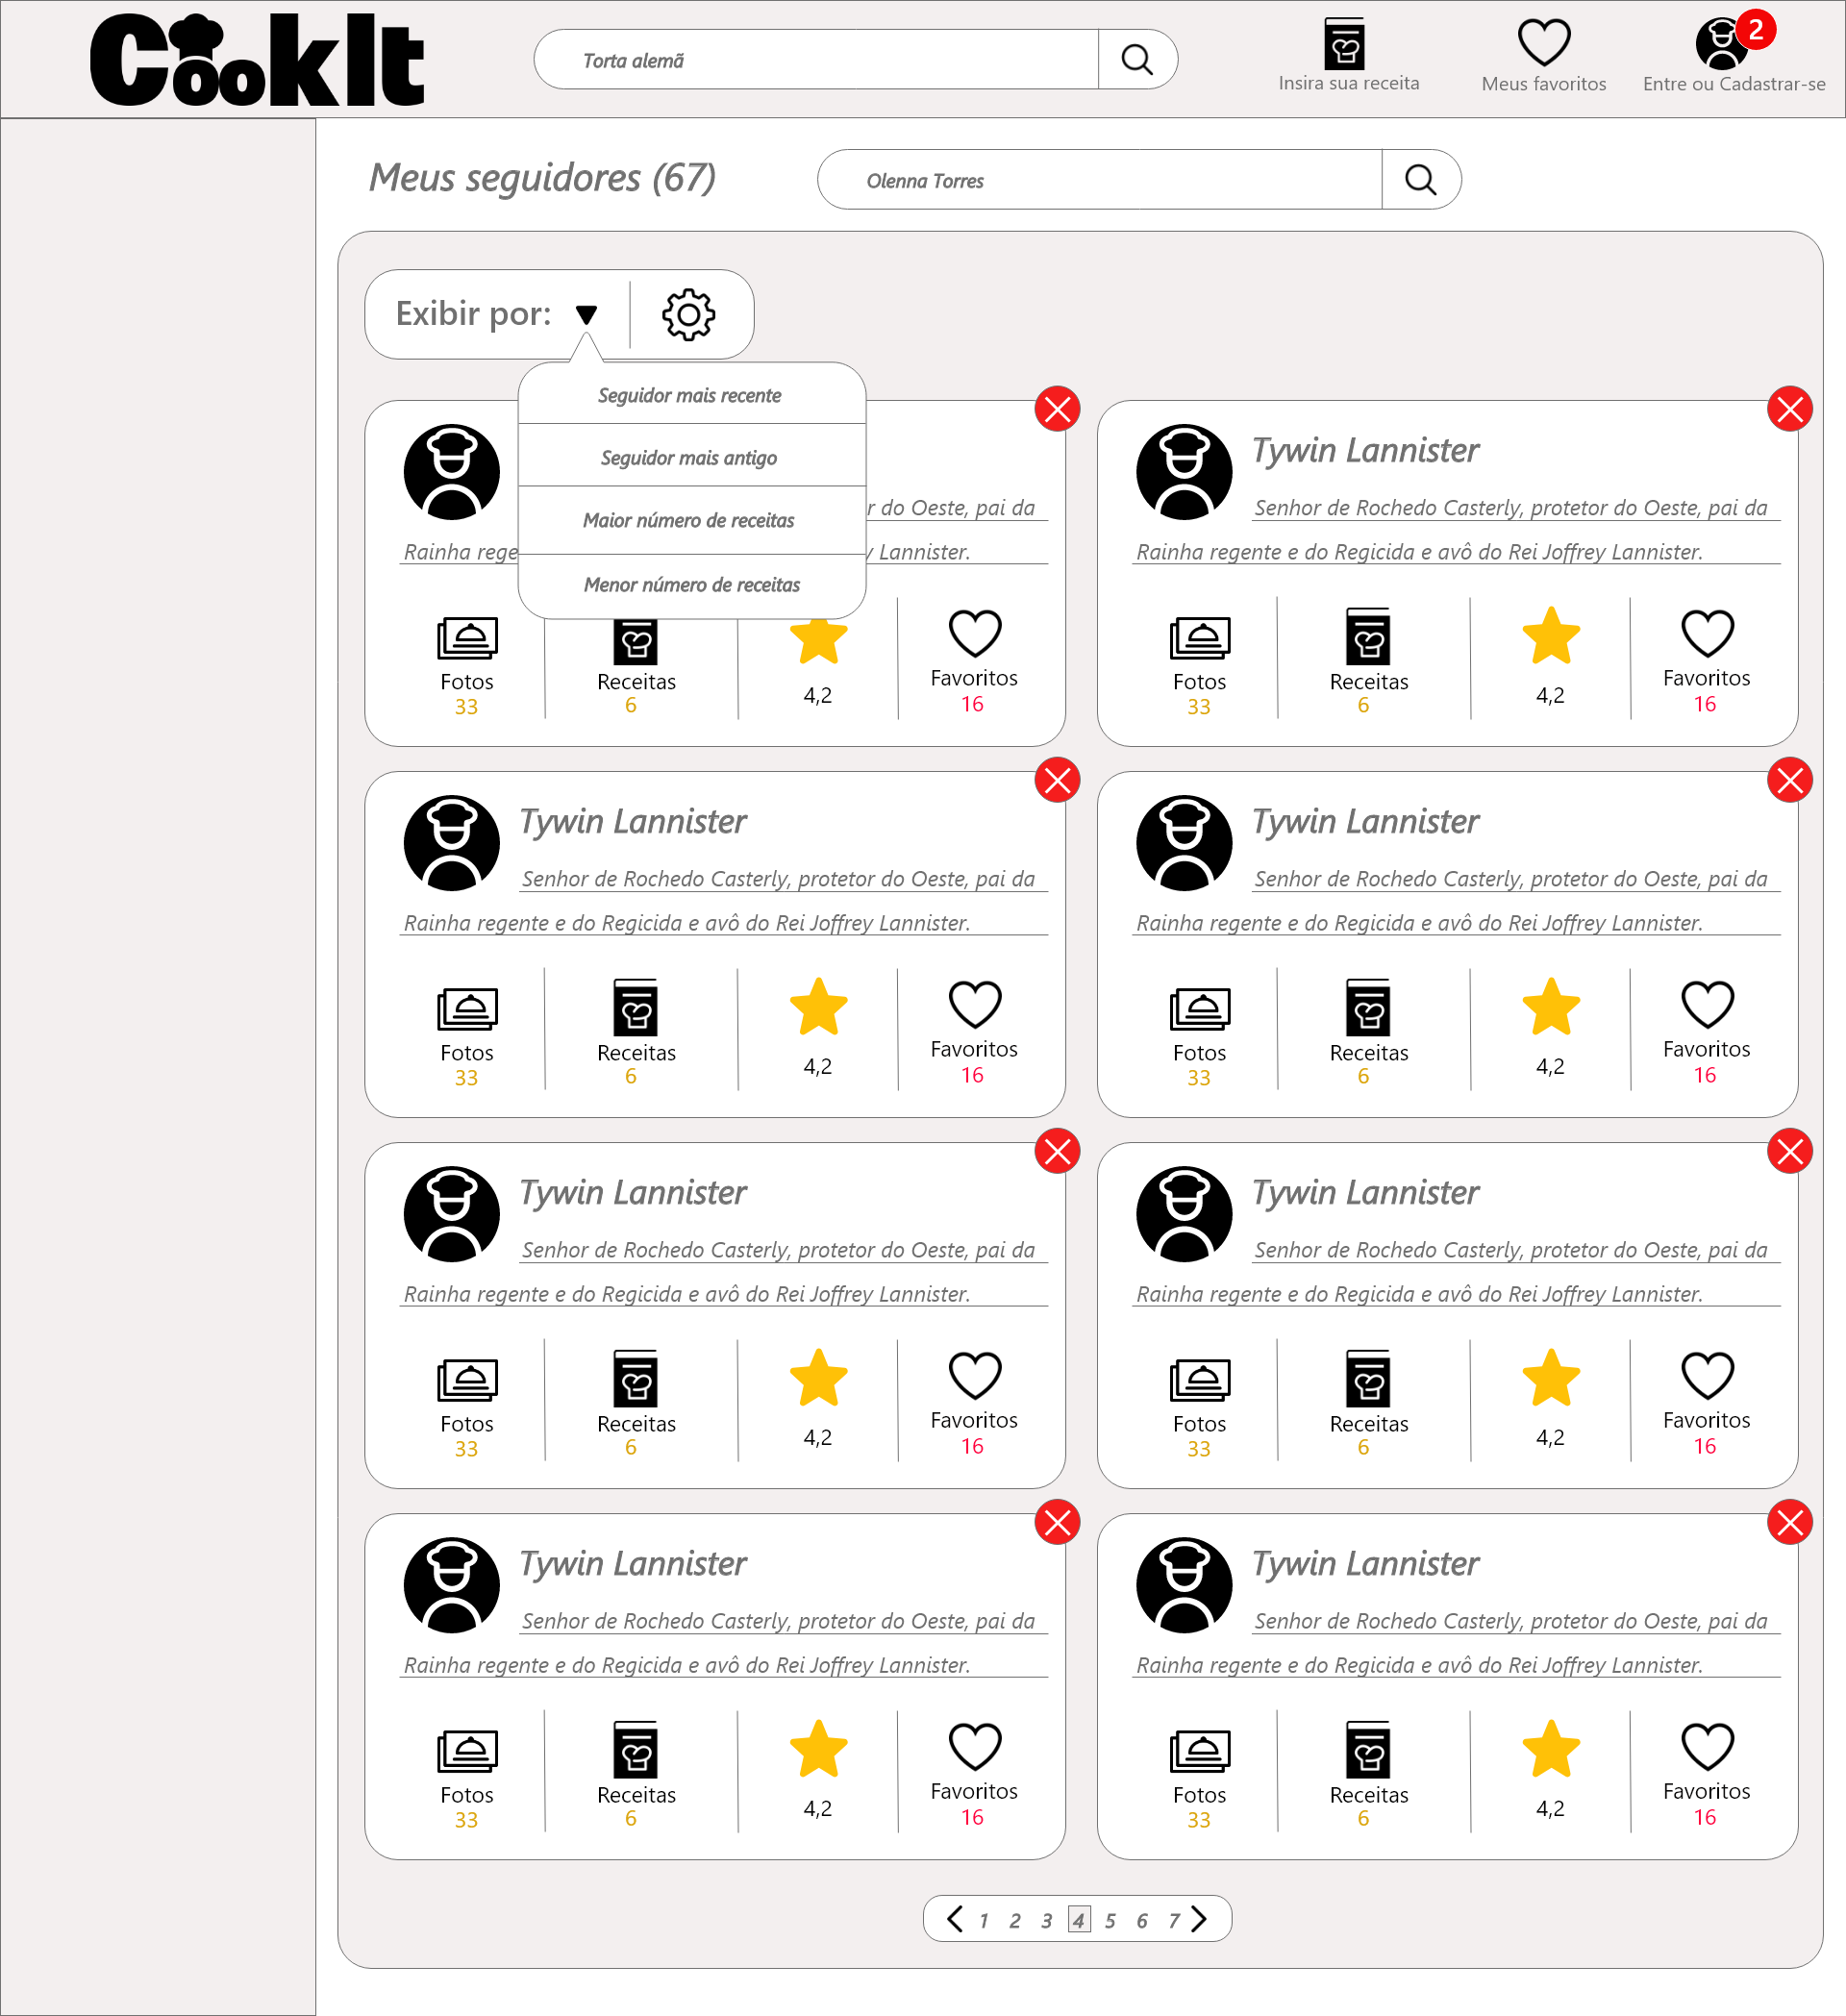 CookIt
Torta alemã
Insira sua receita
Meus favoritos
2
Entre ou Cadastrar-se
Meus seguidores (67)
Olenna Torres
Exibir por:
Seguidor mais recente
Seguidor mais antigo
Maior número de receitas
Menor número de receitas
do Oeste, pai da
Rainha
Lannister.
Fotos
33
Receitas
6
4,2
Favoritos
16
Tywin Lannister
Senhor de Rochedo Casterly, protetor do Oeste, pai da
Rainha regente e do Regicida e avô do Rei Joffrey Lannister.
Fotos
33
Receitas
6
4,2
Favoritos
16
Tywin Lannister
Senhor de Rochedo Casterly, protetor do Oeste, pai da
Rainha regente e do Regicida e avô do Rei Joffrey Lannister.
Fotos
33
Receitas
6
4,2
Favoritos
16
Tywin Lannister
Senhor de Rochedo Casterly, protetor do Oeste, pai da
Rainha regente e do Regicida e avô do Rei Joffrey Lannister.
Fotos
33
Receitas
6
4,2
Favoritos
16
Tywin Lannister
Senhor de Rochedo Casterly, protetor do Oeste, pai da
Rainha regente e do Regicida e avô do Rei Joffrey Lannister.
Fotos
33
Receitas
6
4,2
Favoritos
16
Tywin Lannister
Senhor de Rochedo Casterly, protetor do Oeste, pai da
Rainha regente e do Regicida e avô do Rei Joffrey Lannister.
Fotos
33
Receitas
6
4,2
Favoritos
16
Tywin Lannister
Senhor de Rochedo Casterly, protetor do Oeste, pai da
Rainha regente e do Regicida e avô do Rei Joffrey Lannister.
Fotos
33
Receitas
6
4,2
Favoritos
16
Tywin Lannister
Senhor de Rochedo Casterly, protetor do Oeste, pai da
Rainha regente e do Regicida e avô do Rei Joffrey Lannister.
Fotos
33
Receitas
6
4,2
Favoritos
16
1 2 3 4 5 6 7